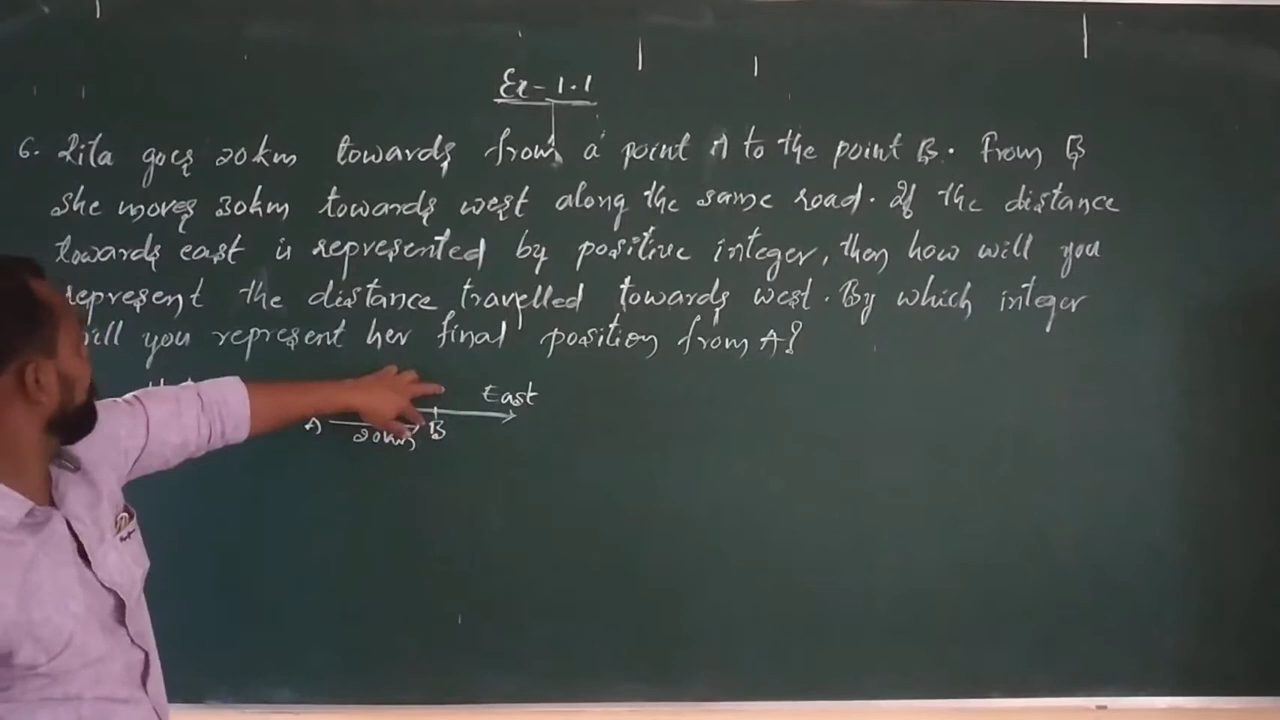 Ex-1.1
6. Rita goes 20km towards from a point A to the point B. From B
she moves 30km towards west along the same road. If the distance
towards east is represented by positive integer, then how will you
represent the distance travelled towards west. By which integer
will you represent her final position from A?
East
A 20km B